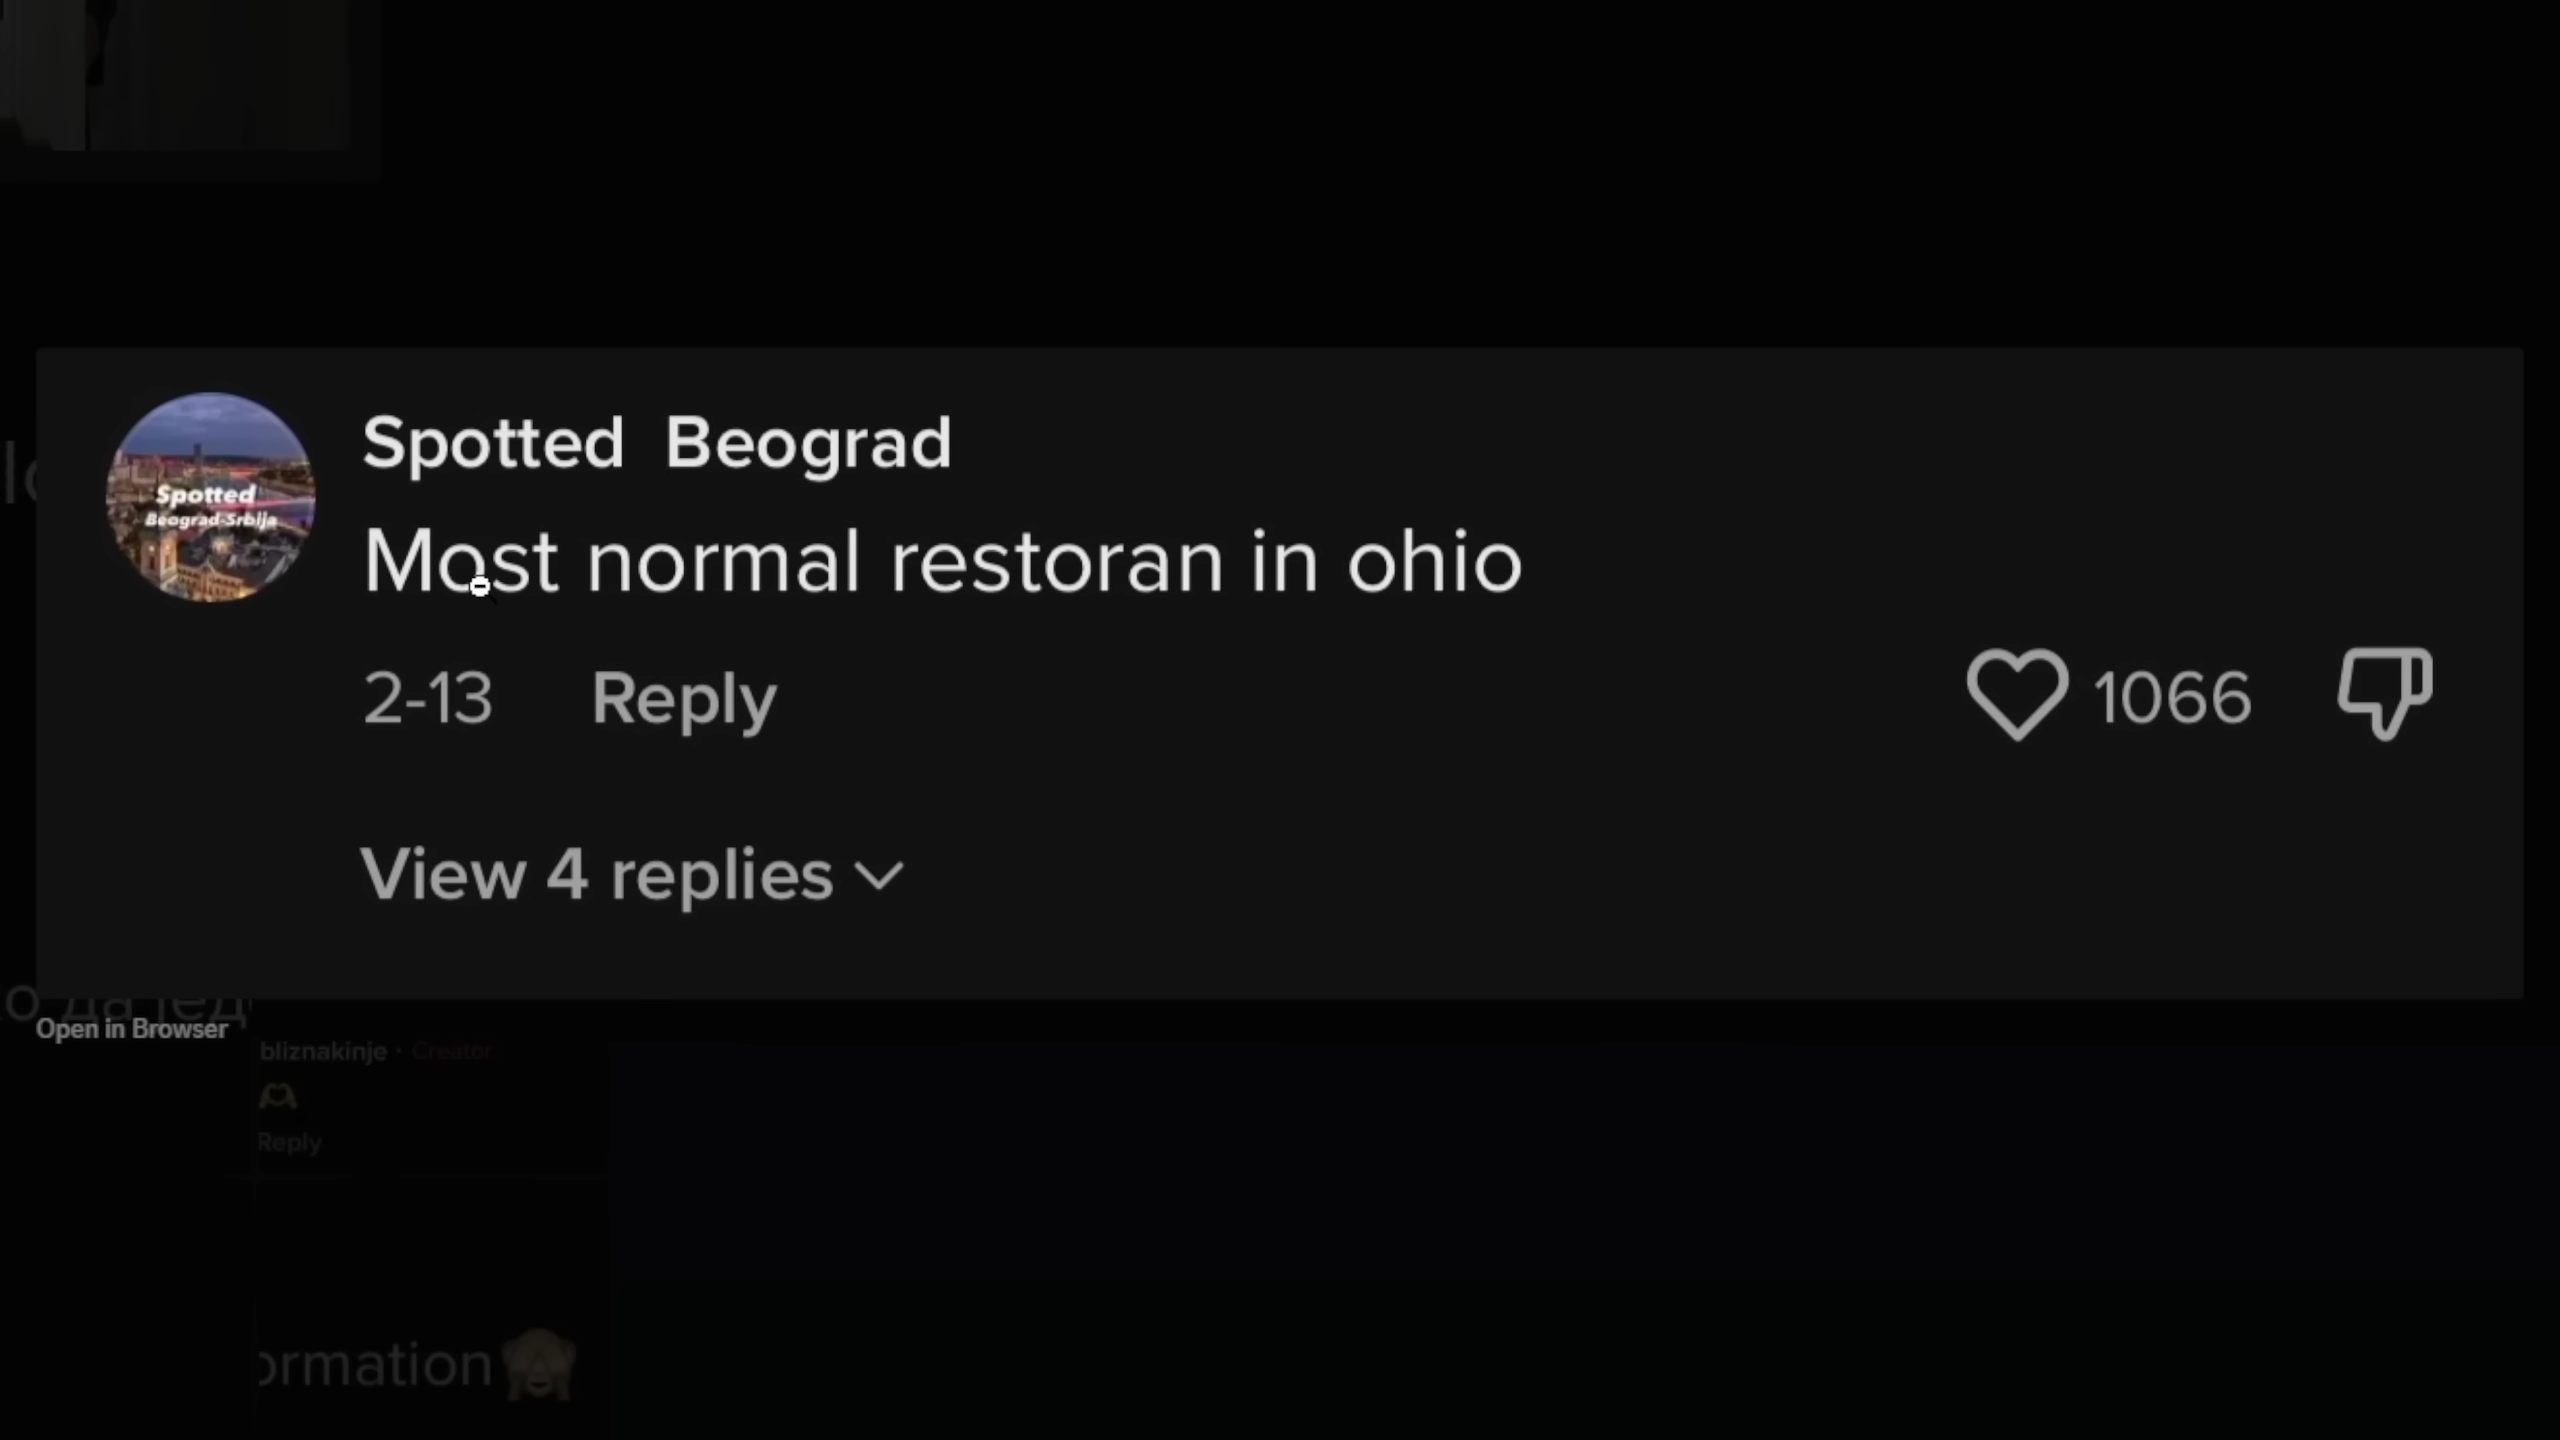 Spotted Beograd
Spotted
Beograd-Srbija
Most normal restoran in ohio
2-13 Reply 1066
View 4 replies
Open in Browser
bliznakinje · Creator
Reply
ormation🙈